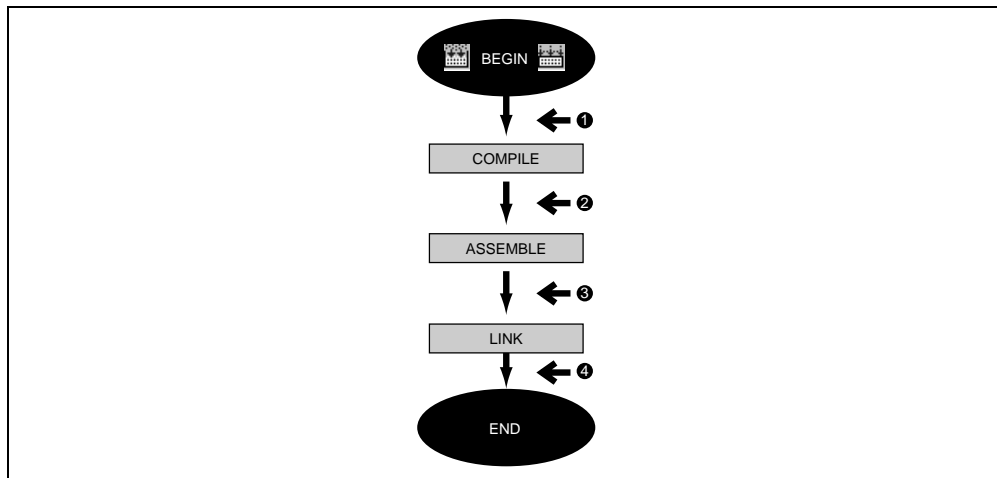 BEGIN
❶
COMPILE
❷
ASSEMBLE
❸
LINK
❹
END